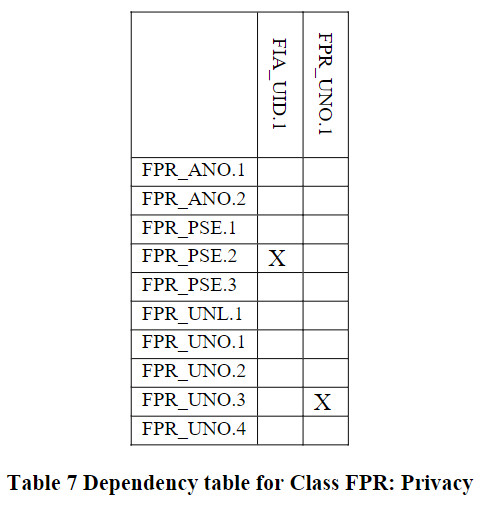 FIA_UID.1 FPR_UNO.1
FPR_ANO.1
FPR_ANO.2
FPR_PSE.1
FPR_PSE.2 X
FPR_PSE.3
FPR_UNL.1
FPR_UNO.1
FPR_UNO.2
FPR_UNO.3 X
FPR_UNO.4
Table 7 Dependency table for Class FPR: Privacy